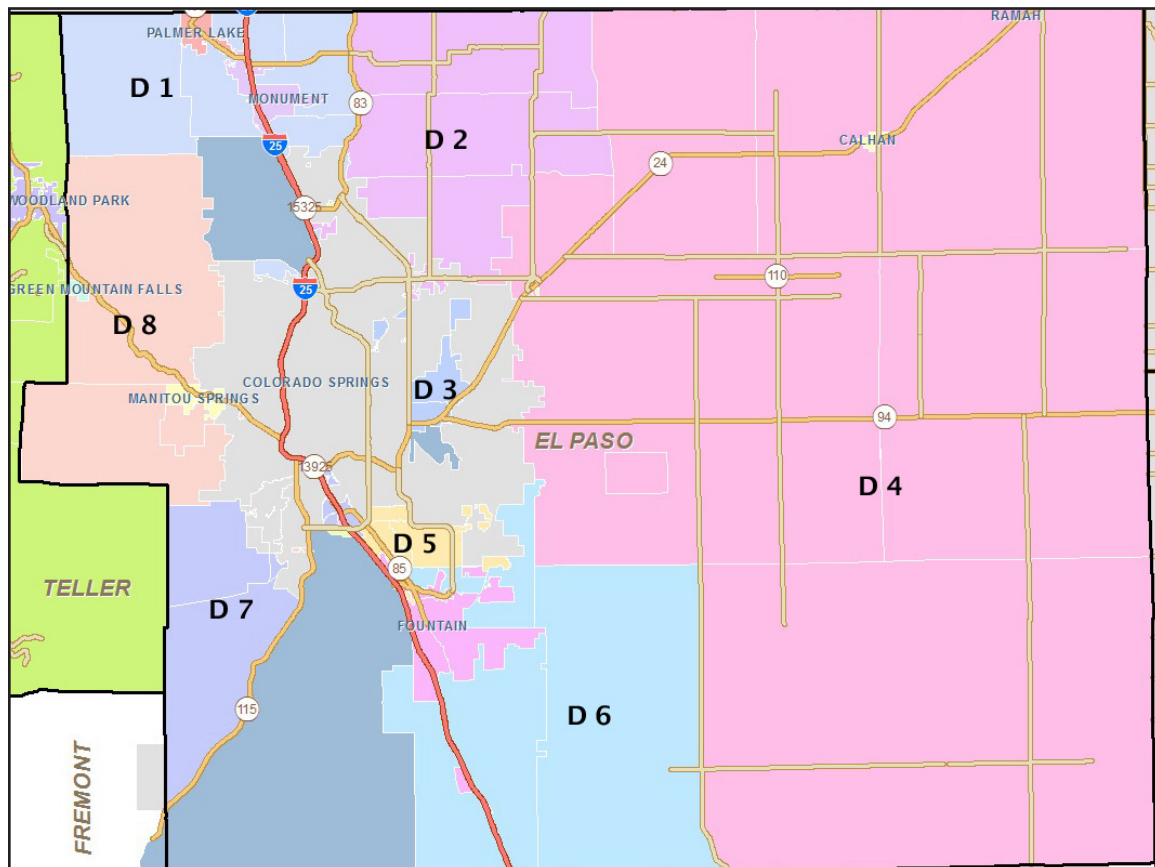 RAMAH
PALMER LAKE
D 1
MONUMENT
83
D 2
25
CALHAN
24
WOODLAND PARK
15325
110
GREEN MOUNTAIN FALLS
25
D 8
COLORADO SPRINGS
D 3
MANITOU SPRINGS
94
EL PASO
13925
D 4
D 5
85
TELLER
D 7
FOUNTAIN
115
D 6
FREMONT